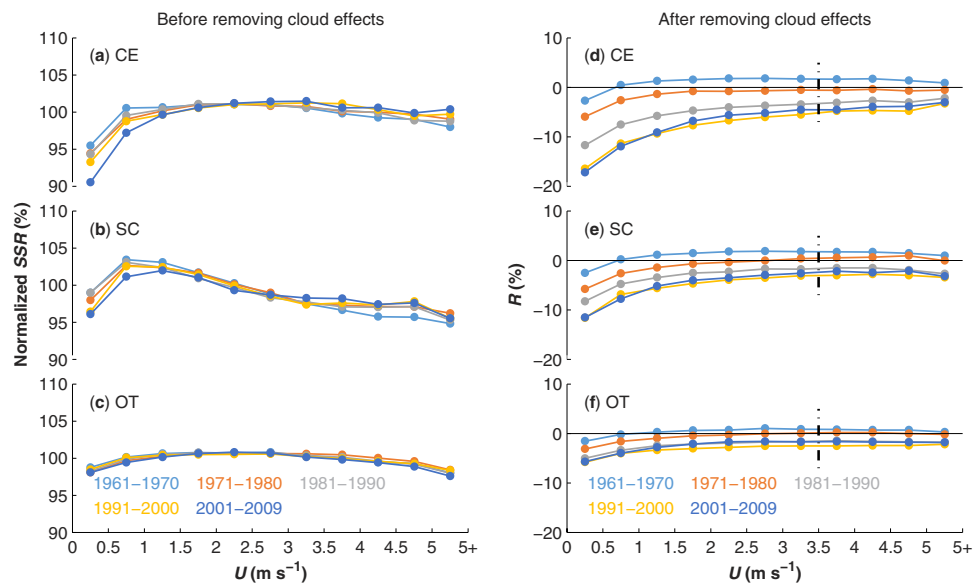 Before removing cloud effects
After removing cloud effects
Normalized SSR (%)
110
105
100
95
90
(a) CE
110
105
100
95
90
(b) SC
110
105
100
95
90
(c) OT
1961–1970 1971–1980 1981–1990
1991–2000 2001–2009
0 0.5 1 1.5 2 2.5 3 3.5 4 4.5 5 5+
U (m s⁻¹)
R (%)
10
0
−10
−20
(d) CE
10
0
−10
−20
(e) SC
10
0
−10
−20
(f) OT
1961–1970 1971–1980 1981–1990
1991–2000 2001–2009
0 0.5 1 1.5 2 2.5 3 3.5 4 4.5 5 5+
U (m s⁻¹)